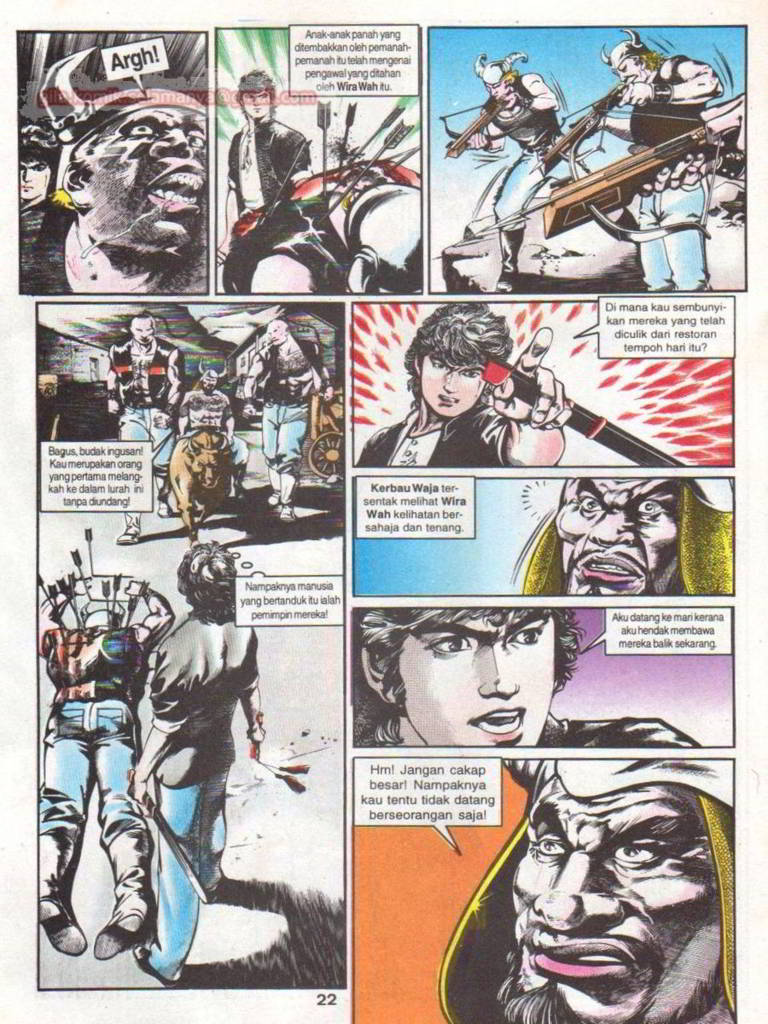 Argh!
Anak-anak panah yang
ditembakkan oleh pemanah-
pemanah itu telah mengenai
pengawal yang ditahan
oleh Wira Wah itu.
Bagus, budak ingusan!
Kau merupakan orang
yang pertama melang-
kah ke dalam lurah ini
tanpa diundang!
Nampaknya manusia
yang bertanduk itu ialah
pemimpin mereka!
Di mana kau sembunyi-
kan mereka yang telah
diculik dari restoran
tempoh hari itu?
Kerbau Waja ter-
sentak melihat Wira
Wah kelihatan ber-
sahaja dan tenang.
Aku datang ke mari kerana
aku hendak membawa
mereka balik sekarang.
Hm! Jangan cakap
besar! Nampaknya
kau tentu tidak datang
berseorangan saja!
22